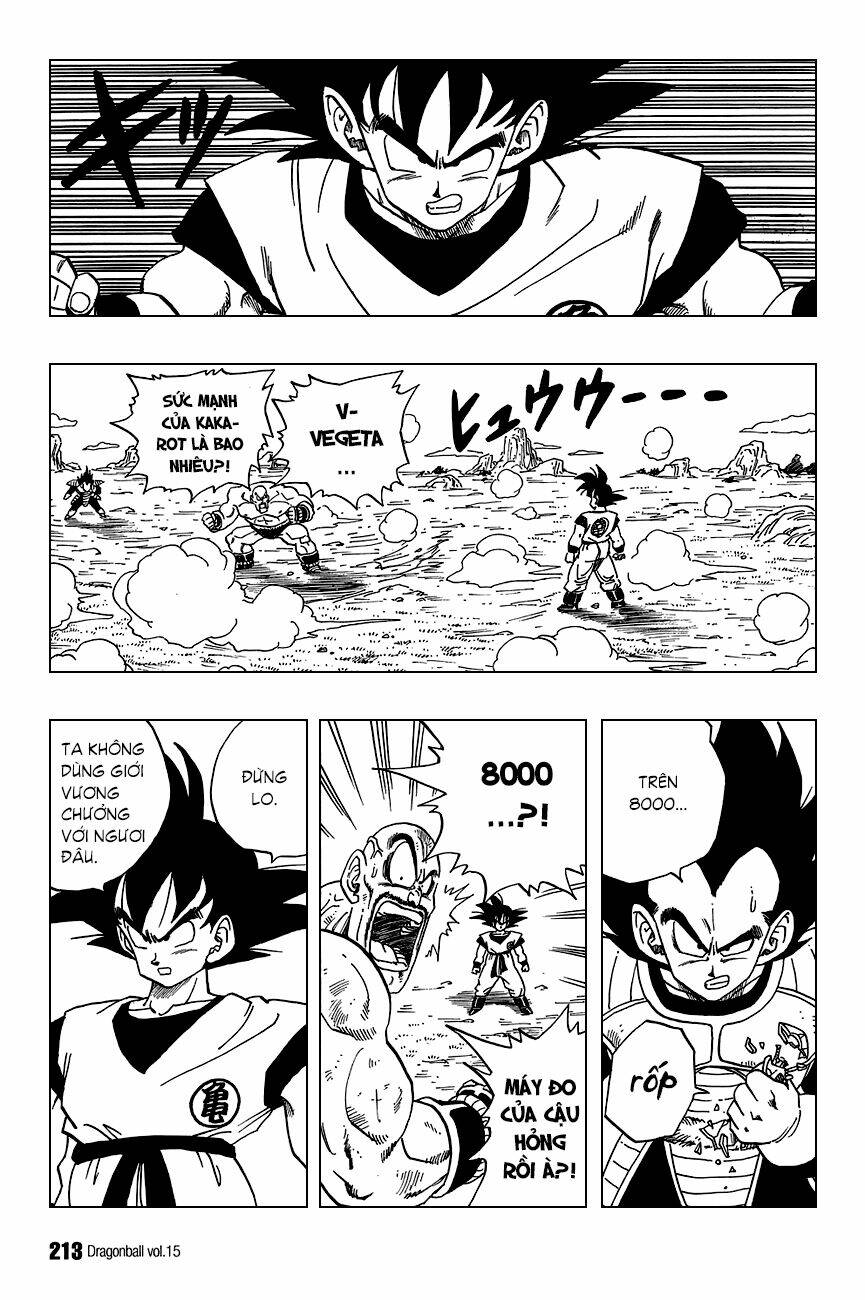 ギッ
V-
VEGETA
...
SỨC MẠNH
CỦA KAKA-
ROT LÀ BAO
NHIÊU?!
ヒュウウ---
TRÊN
8000...
rốp
8000
...?!
MÁY ĐO
CỦA CẬU
HỎNG
RỒI À?!
ĐỪNG
LO.
TA KHÔNG
DÙNG GIỚI
VƯƠNG
CHƯỞNG
VỚI NGƯƠI
ĐÂU.
亀
213 Dragonball vol.15